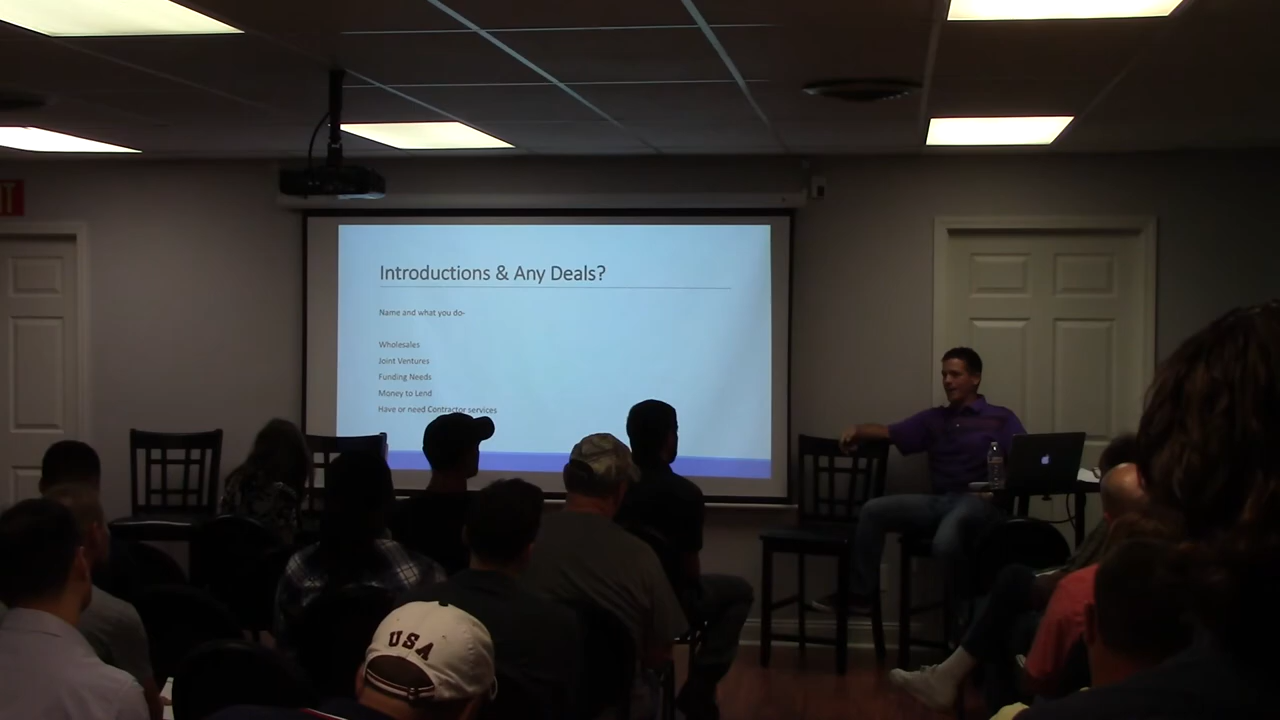 Introductions & Any Deals?
Name and what you do-
Wholesales
Joint Ventures
Funding Needs
Money to Lend
Have or need Contractor services
USA